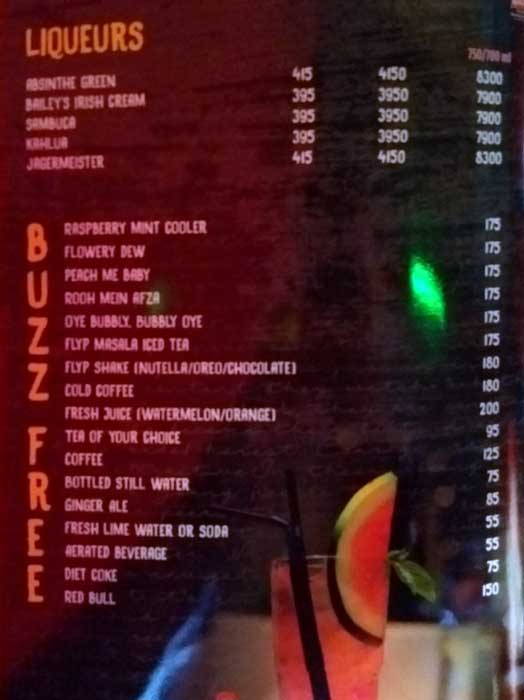 LIQUEURS
750/700 ml
ABSINTHE GREEN 415 4150 8300
BAILEY'S IRISH CREAM 395 3950 7900
SAMBUCA 395 3950 7900
KAHLUA 395 3950 7900
JAGERMEISTER 415 4150 8300
BUZZ FREE
RASPBERRY MINT COOLER 175
FLOWERY DEW 175
PEACH ME BABY 175
ROOH MEIN AFZA 175
OYE BUBBLY, BUBBLY OYE 175
FLYP MASALA ICED TEA 175
FLYP SHAKE (NUTELLA/OREO/CHOCOLATE) 180
COLD COFFEE 180
FRESH JUICE (WATERMELON/ORANGE) 200
TEA OF YOUR CHOICE 95
COFFEE 125
BOTTLED STILL WATER 75
GINGER ALE 85
FRESH LIME WATER OR SODA 55
AERATED BEVERAGE 55
DIET COKE 75
RED BULL 150